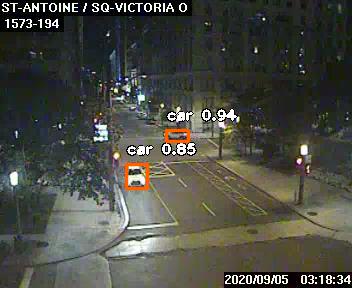 ST-ANTOINE / SQ-VICTORIA O
1573-194
car 0.94
car 0.85
2020/09/05 03:18:34